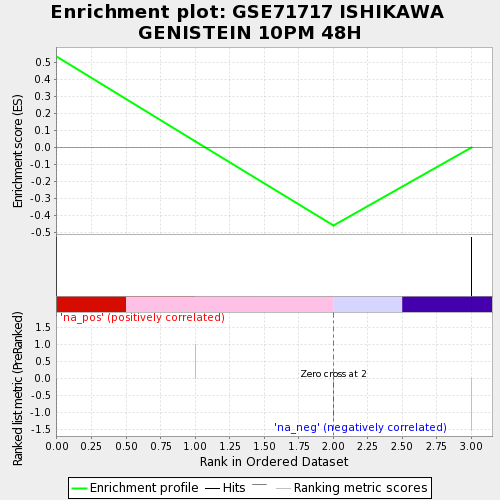 Enrichment plot: GSE71717 ISHIKAWA
GENISTEIN 10PM 48H
Enrichment score (ES)
0.5
0.4
0.3
0.2
0.1
0.0
-0.1
-0.2
-0.3
-0.4
-0.5
'na_pos' (positively correlated)
Ranked list metric (PreRanked)
1.5
1.0
0.5
0.0
-0.5
-1.0
-1.5
Zero cross at 2
'na_neg' (negatively correlated)
0.00 0.25 0.50 0.75 1.00 1.25 1.50 1.75 2.00 2.25 2.50 2.75 3.00
Rank in Ordered Dataset
Enrichment profile Hits Ranking metric scores